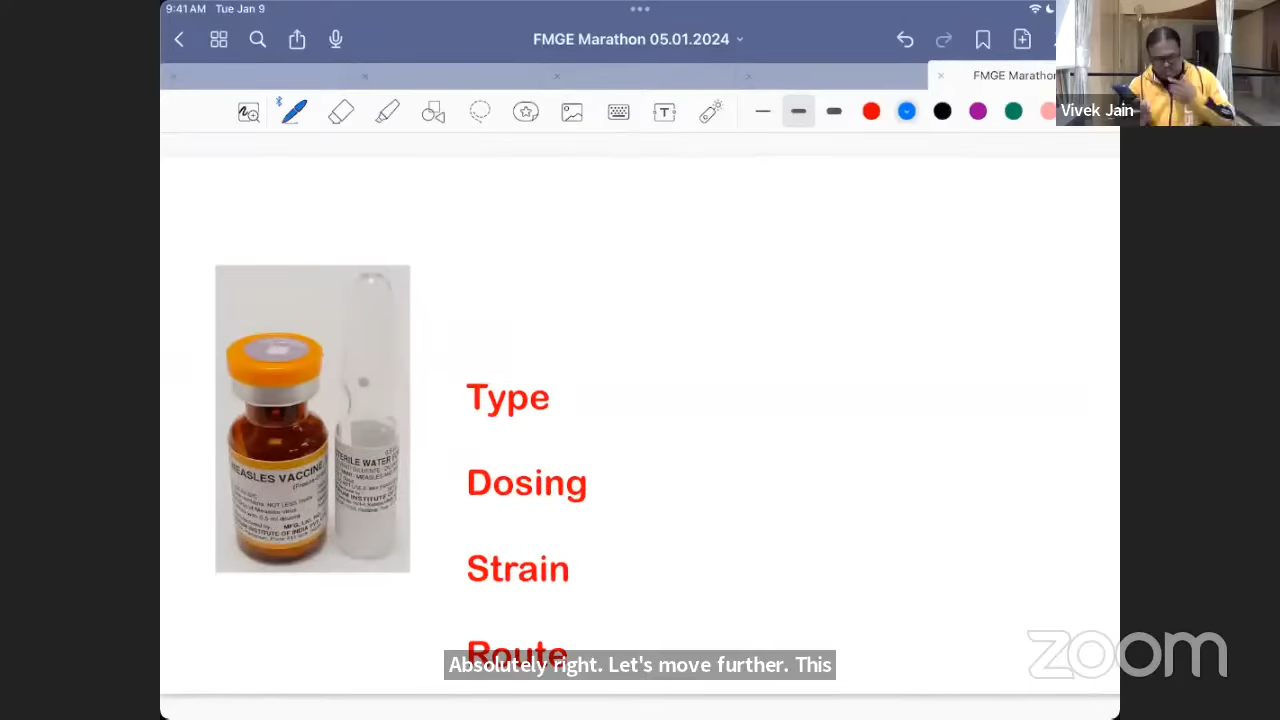 9:41 AM Tue Jan 9
FMGE Marathon 05.01.2024
FMGE Marathon
Vivek Jain
MEASLES VACCINE
STERILE WATER
Type
Dosing
Strain
Route
Absolutely right. Let's move further. This
zoom